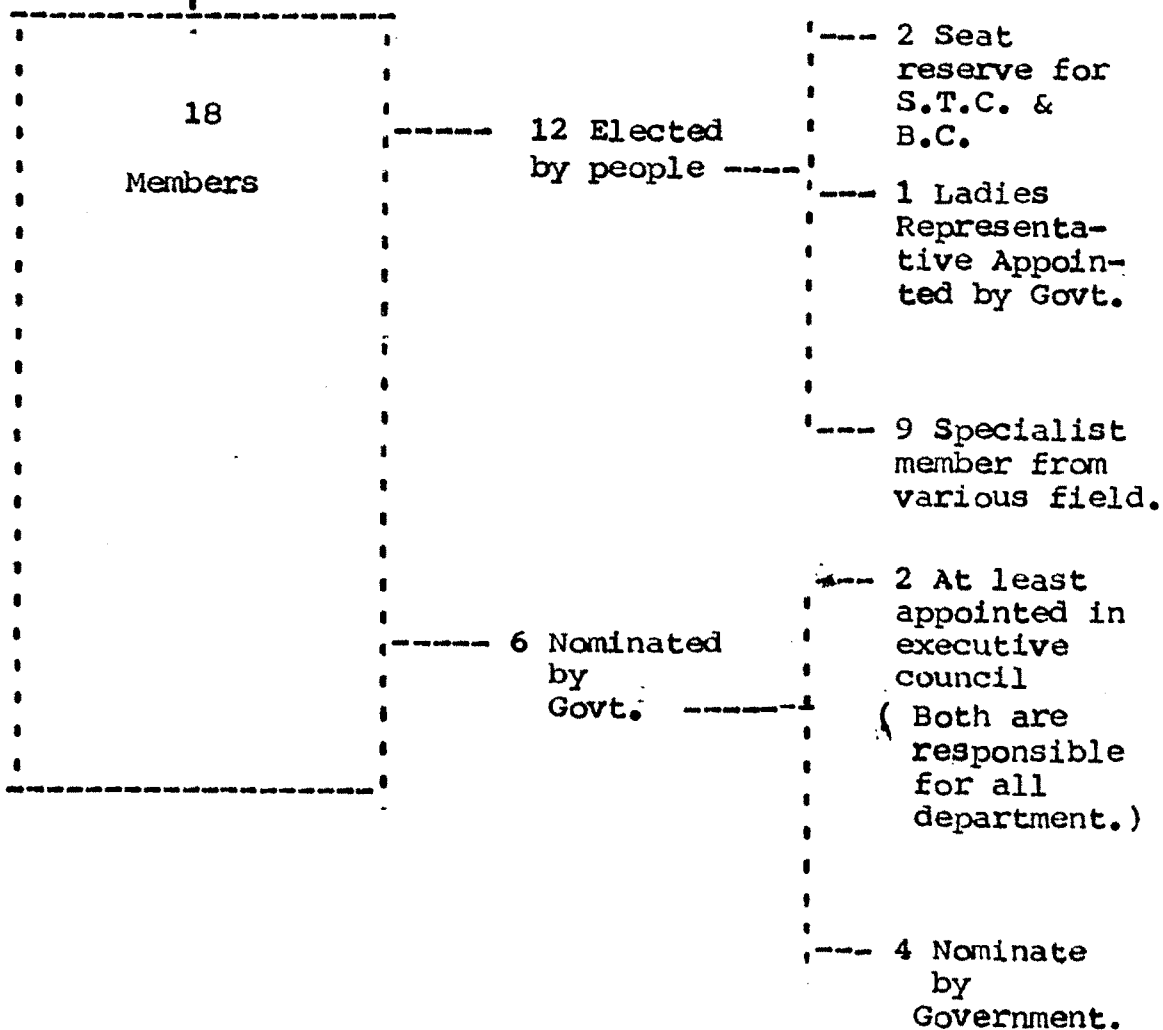 18
Members
12 Elected
by people
2 Seat
reserve for
S.T.C. &
B.C.
1 Ladies
Representa-
tive Appoin-
ted by Govt.
9 Specialist
member from
various field.
6 Nominated
by
Govt.
2 At least
appointed in
executive
council
( Both are
responsible
for all
department.)
4 Nominate
by
Government.